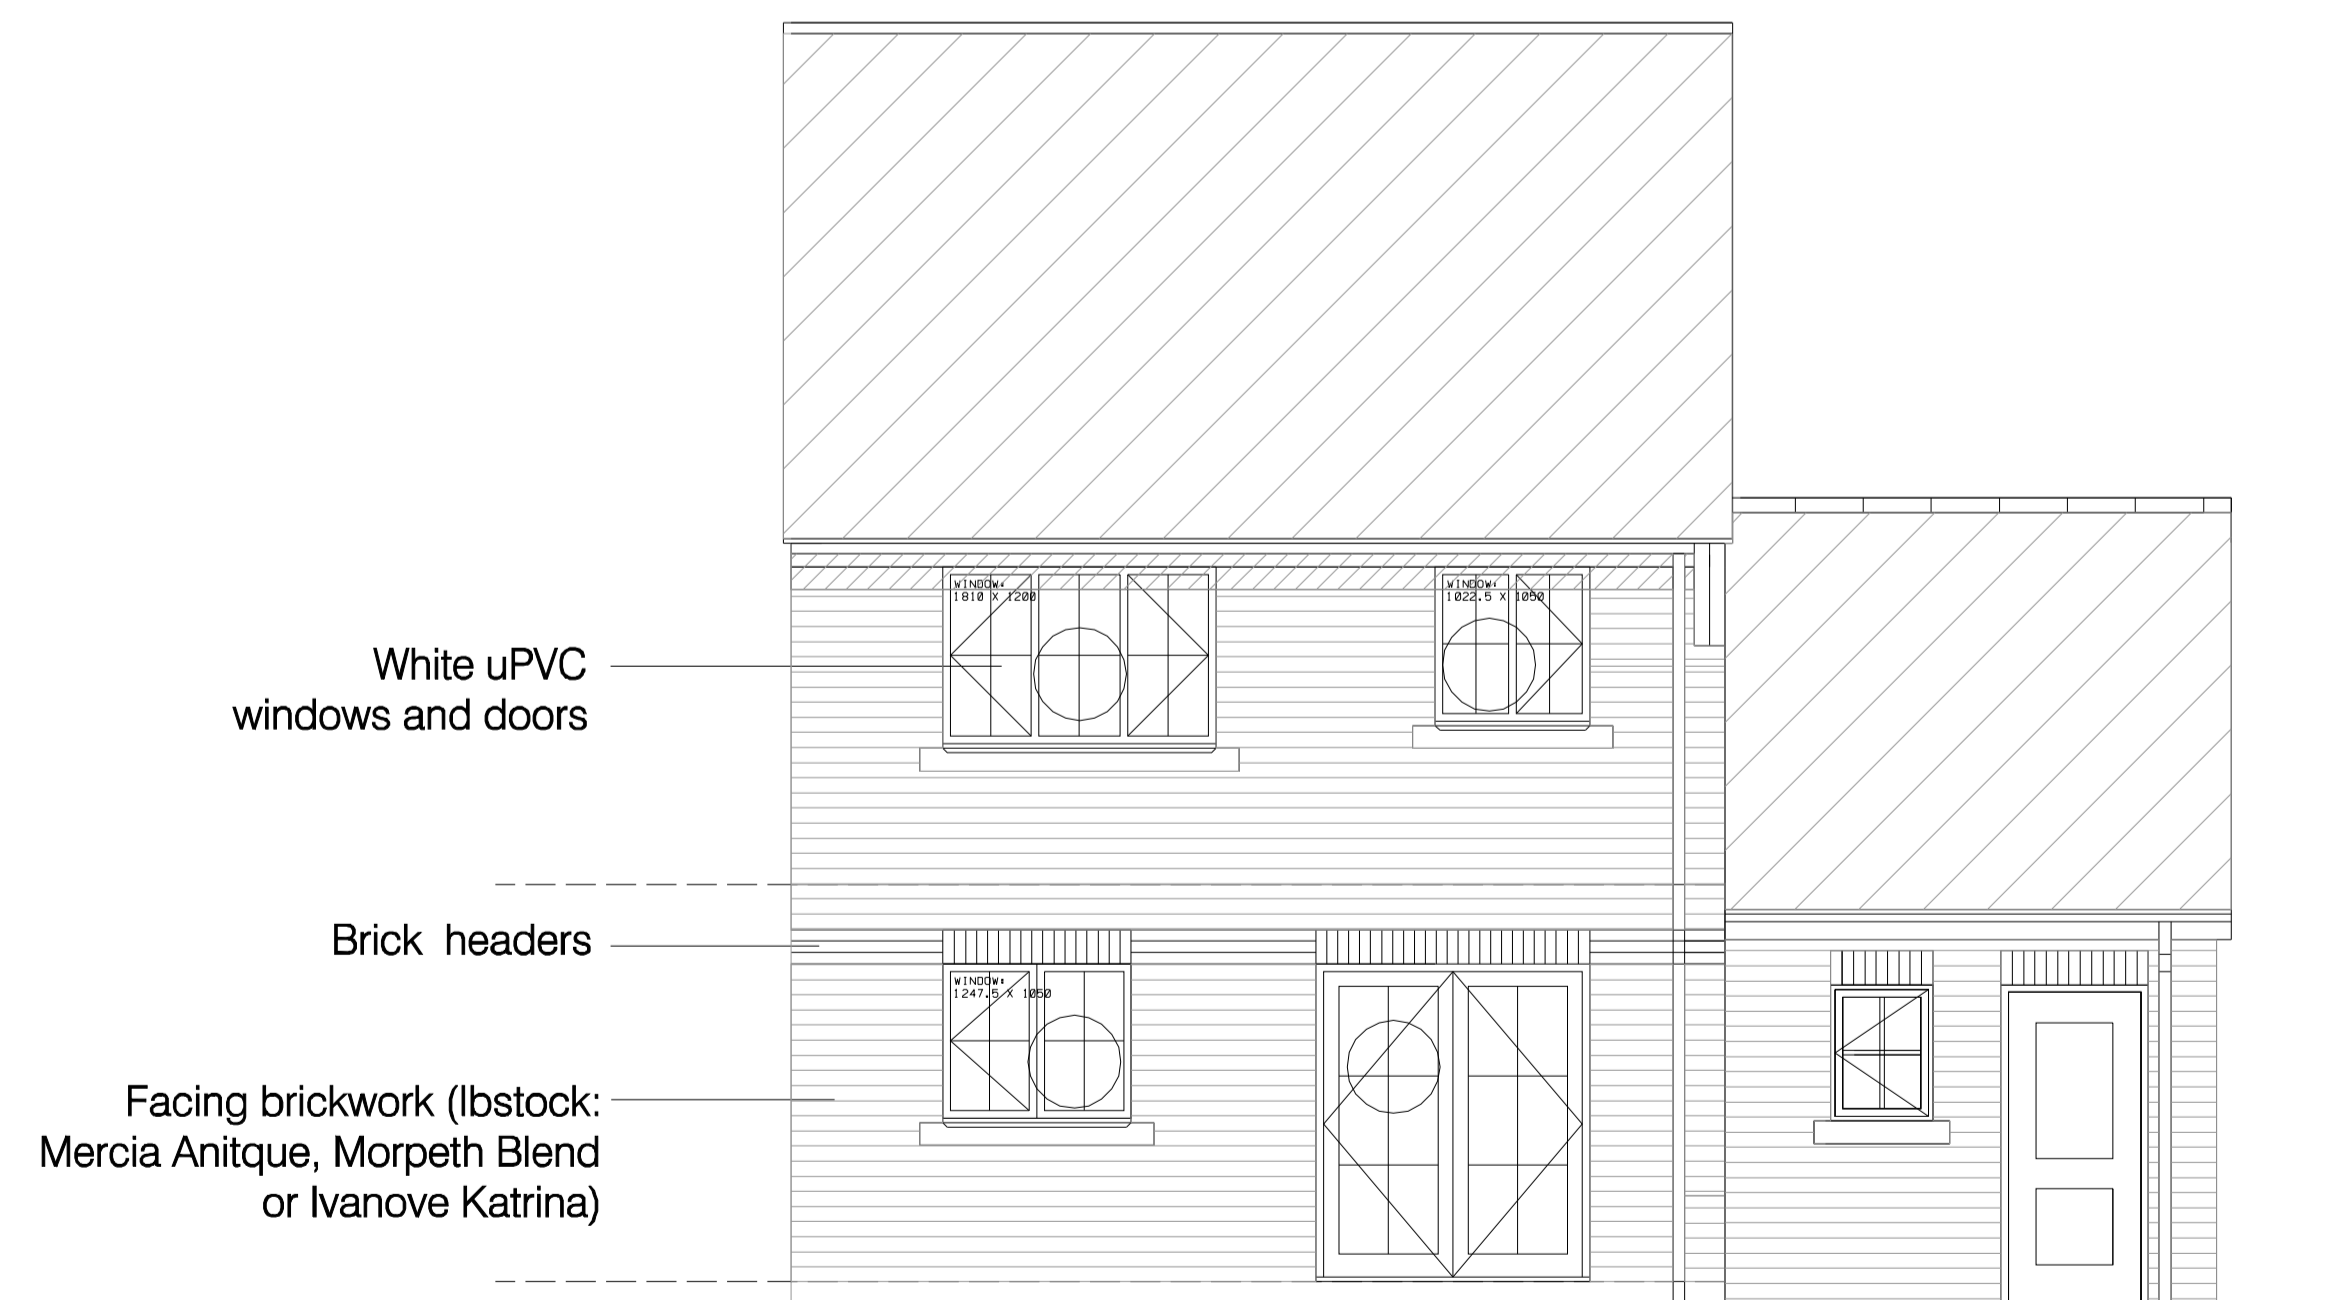 WINDOW:
1810 X 1200
WINDOW:
1022.5 X 1050
White uPVC
windows and doors
Brick headers
WINDOW:
1247.5 X 1050
Facing brickwork (Ibstock:
Mercia Anitque, Morpeth Blend
or Ivanove Katrina)